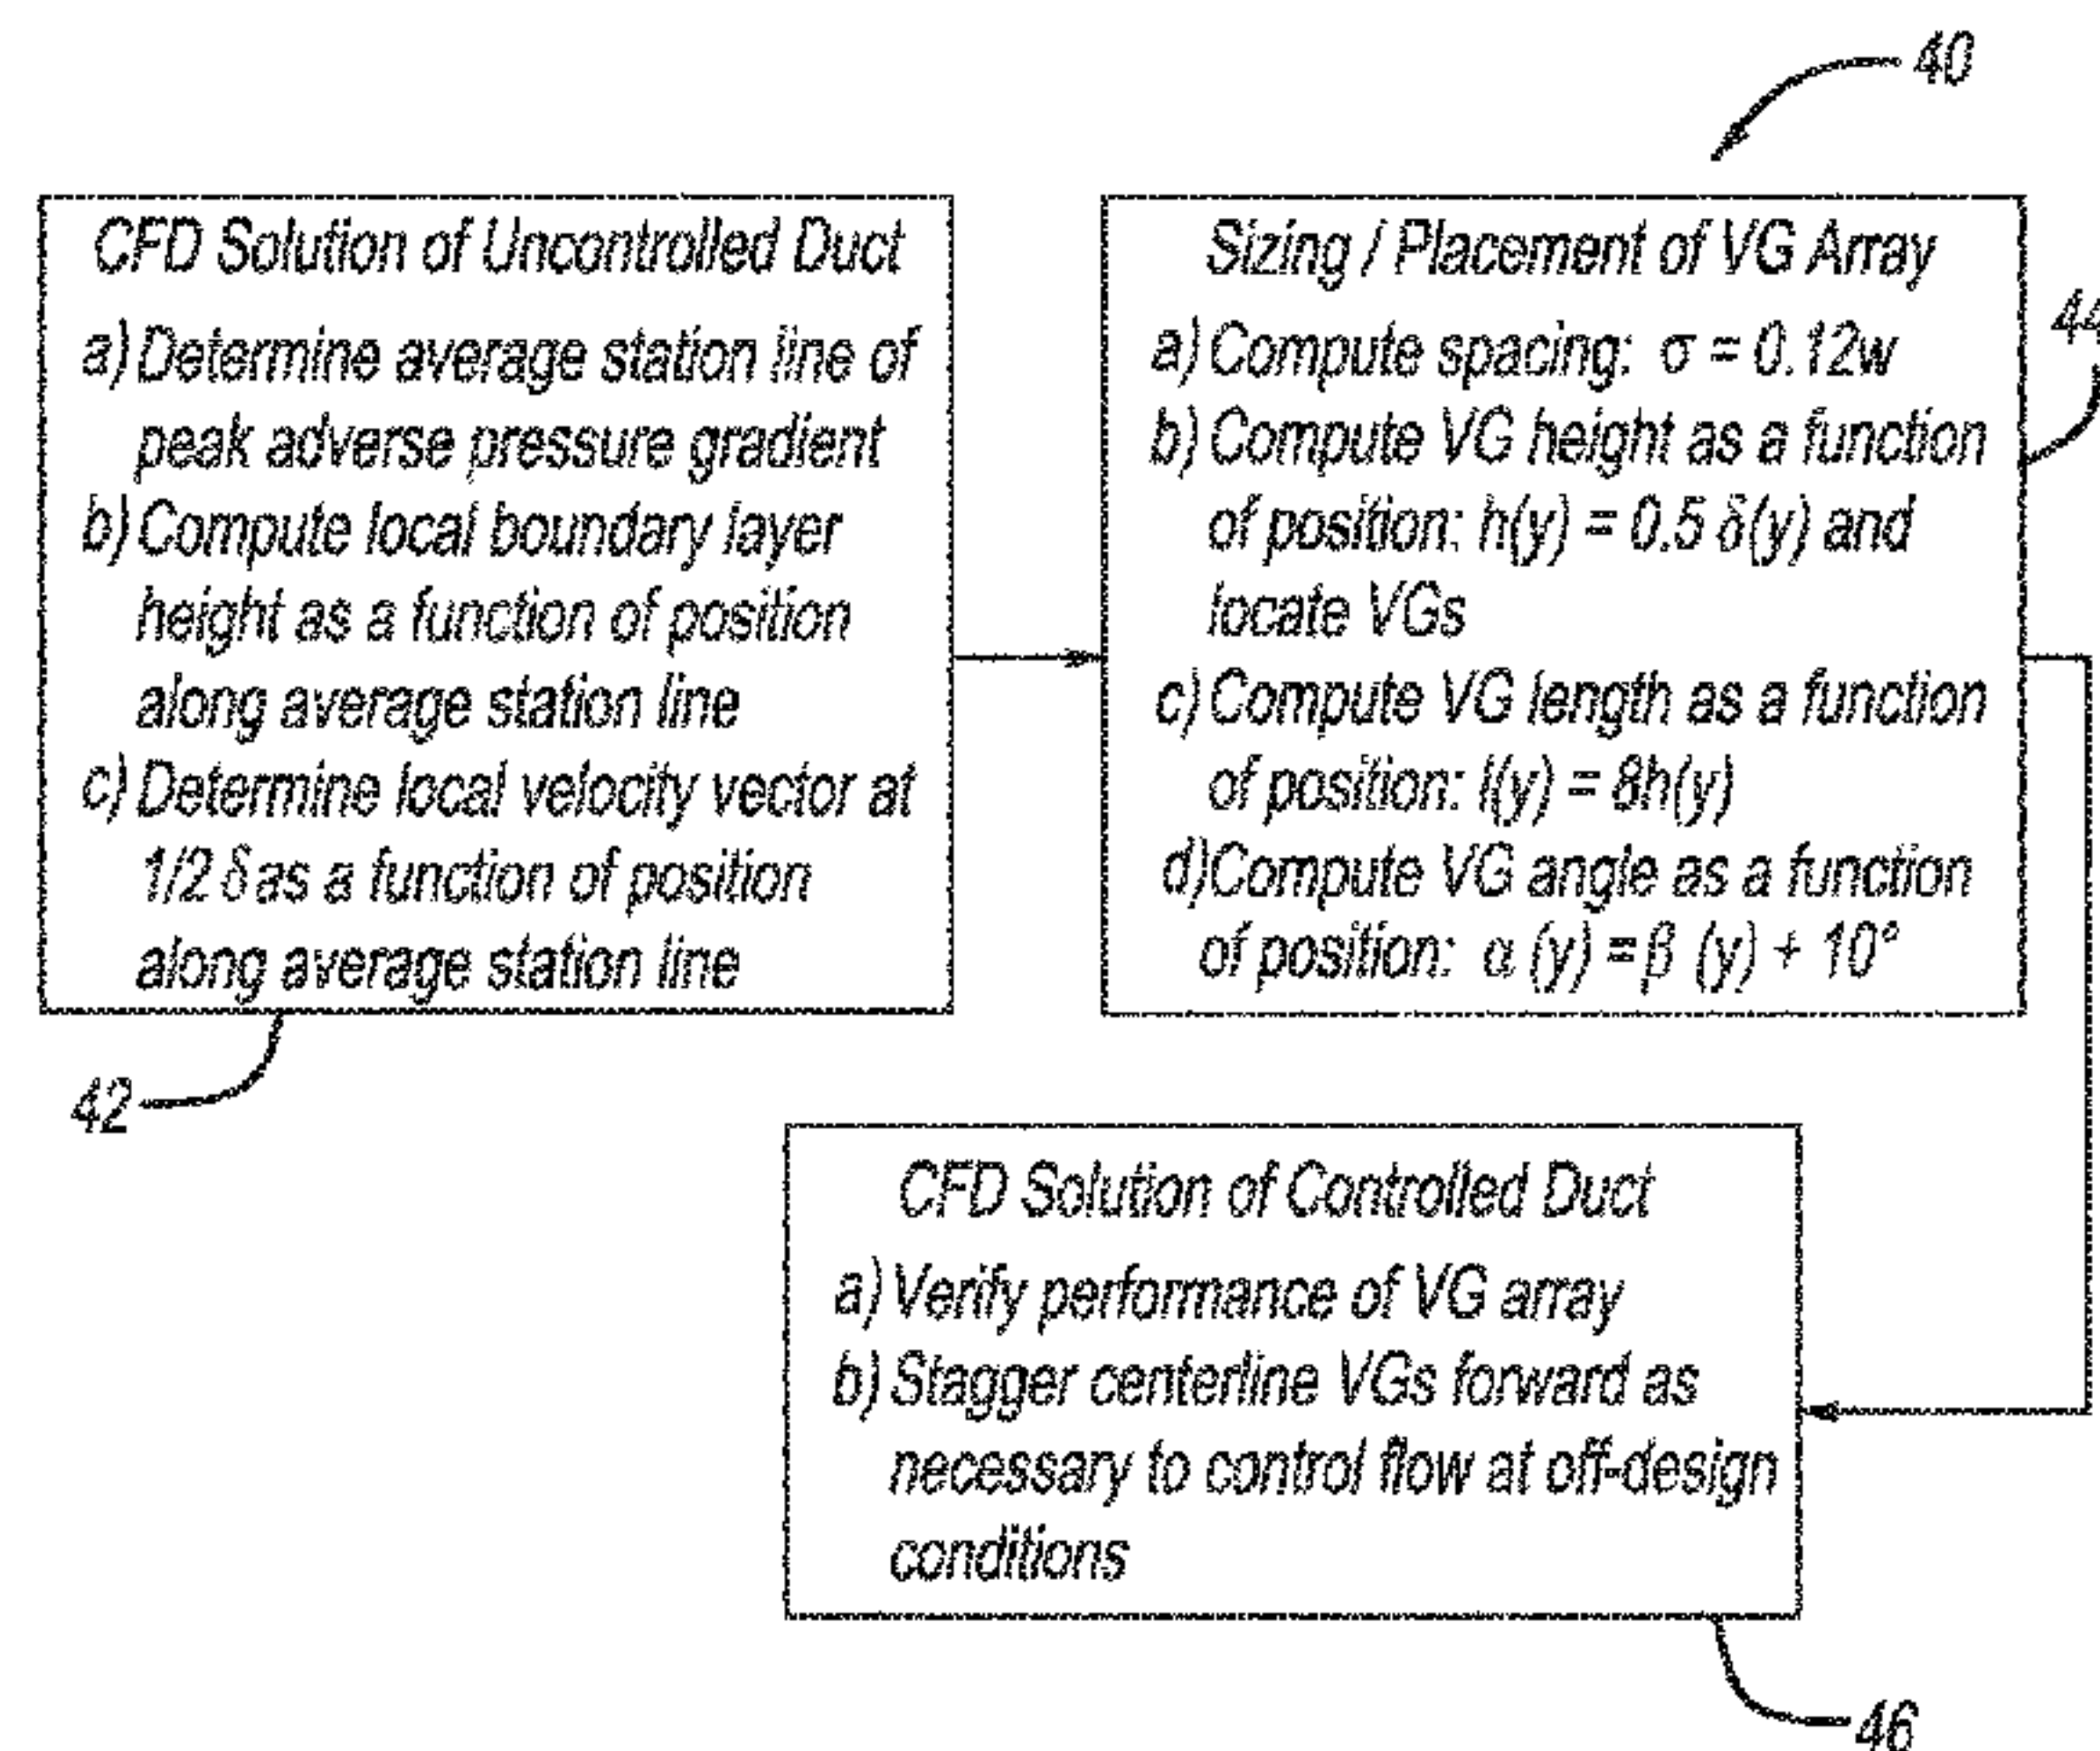 40
CFD Solution of Uncontrolled Duct
a) Determine average station line of
peak adverse pressure gradient
b) Compute local boundary layer
height as a function of position
along average station line
c) Determine local velocity vector at
1/2 δ as a function of position
along average station line
42
Sizing / Placement of VG Array
a) Compute spacing: σ = 0.12w
b) Compute VG height as a function
of position: h(y) = 0.5 δ(y) and
locate VGs
c) Compute VG length as a function
of position: l(y) = 8h(y)
d) Compute VG angle as a function
of position: α (y) = β (y) + 10°
44
CFD Solution of Controlled Duct
a) Verify performance of VG array
b) Stagger centerline VGs forward as
necessary to control flow at off-design
conditions
46